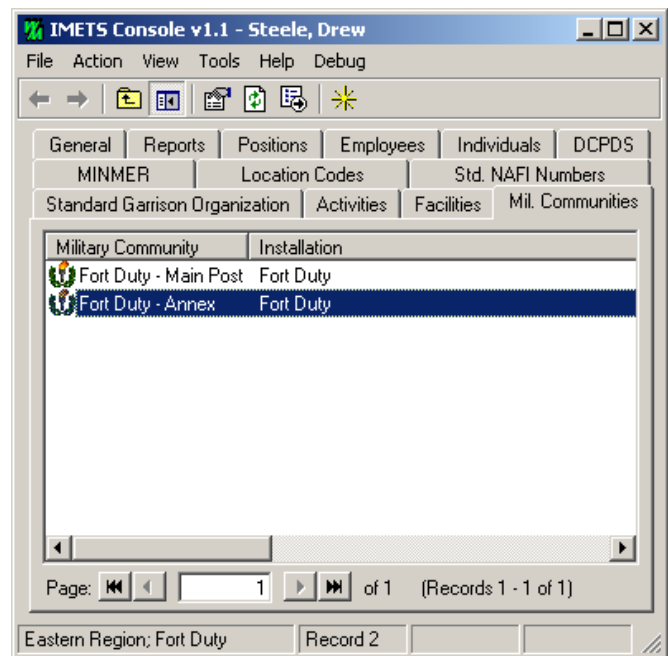 IMETS Console v1.1 - Steele, Drew
File Action View Tools Help Debug
General Reports Positions Employees Individuals DCPDS
MINMER Location Codes Std. NAFI Numbers
Standard Garrison Organization Activities Facilities Mil. Communities
Military Community Installation
Fort Duty - Main Post Fort Duty
Fort Duty - Annex Fort Duty
Page: 1 of 1 (Records 1 - 1 of 1)
Eastern Region; Fort Duty Record 2